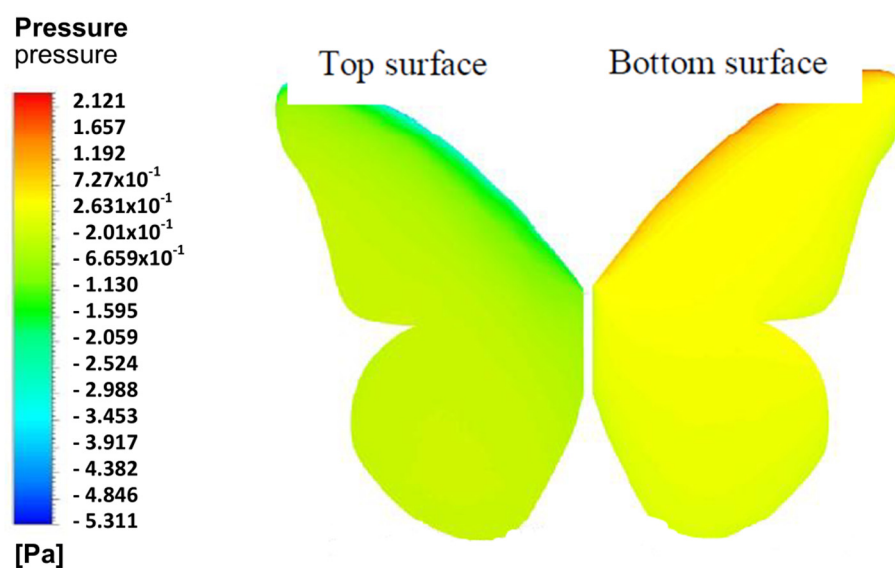 Pressure
pressure
Top surface
Bottom surface
2.121
1.657
1.192
7.27x10⁻¹
2.631x10⁻¹
- 2.01x10⁻¹
- 6.659x10⁻¹
- 1.130
- 1.595
- 2.059
- 2.524
- 2.988
- 3.453
- 3.917
- 4.382
- 4.846
- 5.311
[Pa]